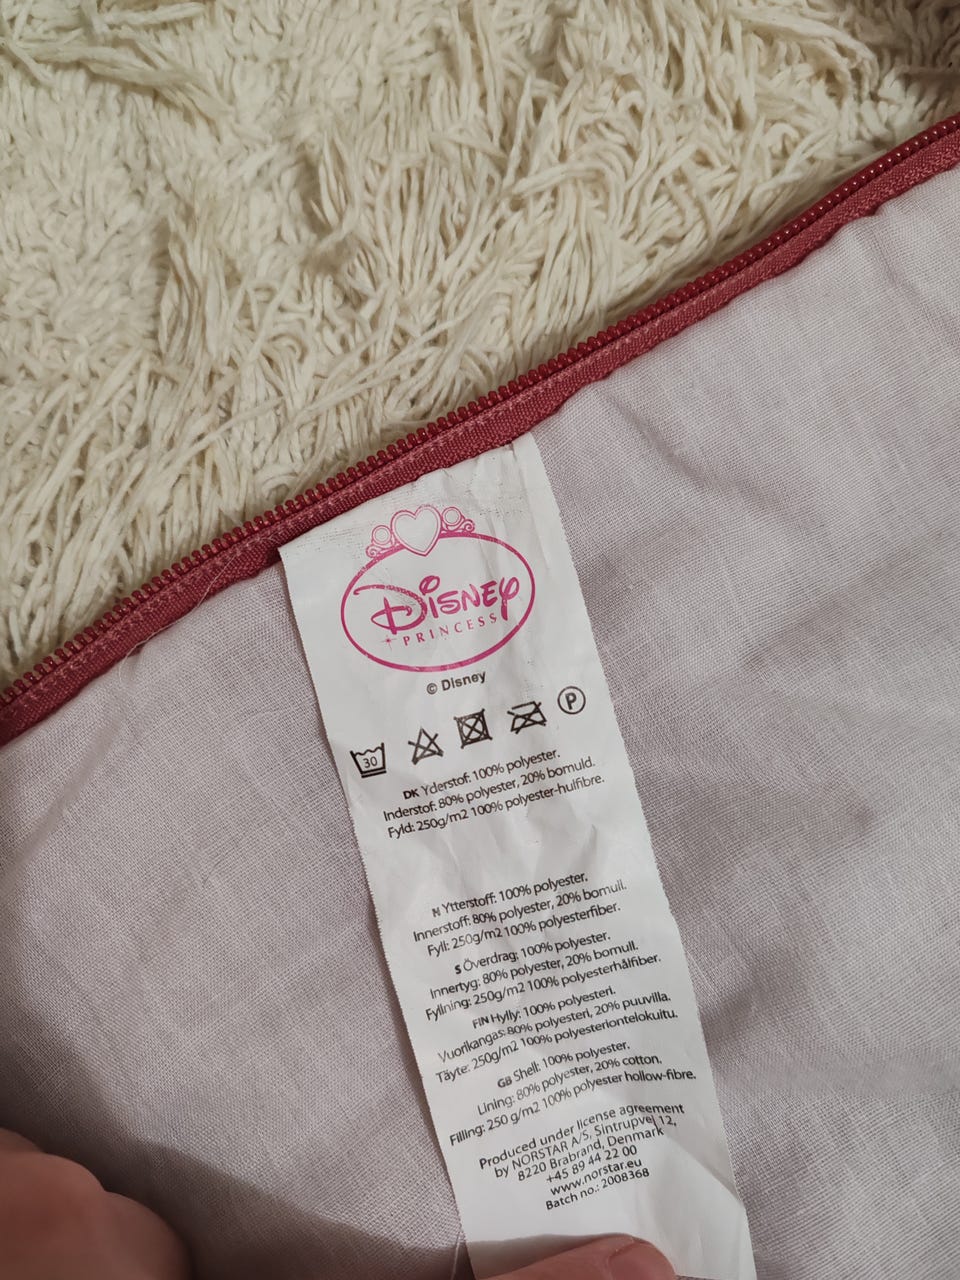 Disney
PRINCESS
© Disney
30
P
DK Yderstof: 100% polyester.
Inderstof: 80% polyester, 20% bomuld.
Fyld: 250g/m2 100% polyester-hulfibre.
N Ytterstoff: 100% polyester.
Innerstoff: 80% polyester, 20% bomull.
Fyll: 250g/m2 100% polyesterfiber.
S Överdrag: 100% polyester.
Innertyg: 80% polyester, 20% bomull.
Fyllning: 250g/m2 100% polyesterhålfiber.
FIN Hylly: 100% polyesteri.
Vuorikangas: 80% polyesteri, 20% puuvilla.
Täyte: 250g/m2 100% polyesteriontelokuitu.
GB Shell: 100% polyester.
Lining: 80% polyester, 20% cotton.
Filling: 250 g/m2 100% polyester hollow-fibre.
Produced under license agreement
by NORSTAR A/S, Sintrupvej 12,
8220 Brabrand, Denmark
+45 89 44 22 00
www.norstar.eu
Batch no.: 2008368